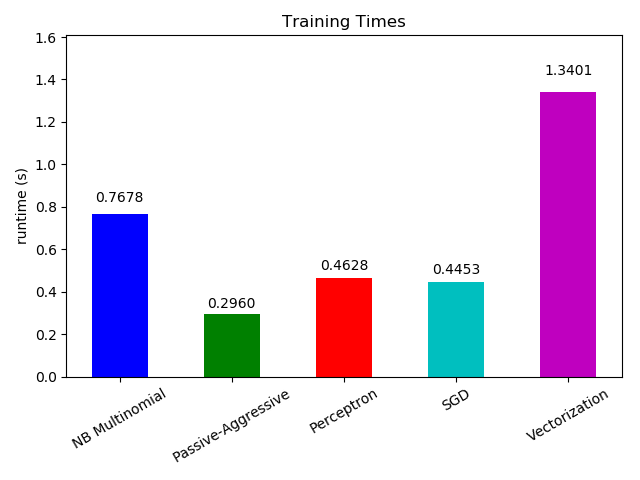 Training Times
runtime (s)
1.6
1.4
1.2
1.0
0.8
0.6
0.4
0.2
0.0
0.7678
0.2960
0.4628
0.4453
1.3401
NB Multinomial
Passive-Aggressive
Perceptron
SGD
Vectorization